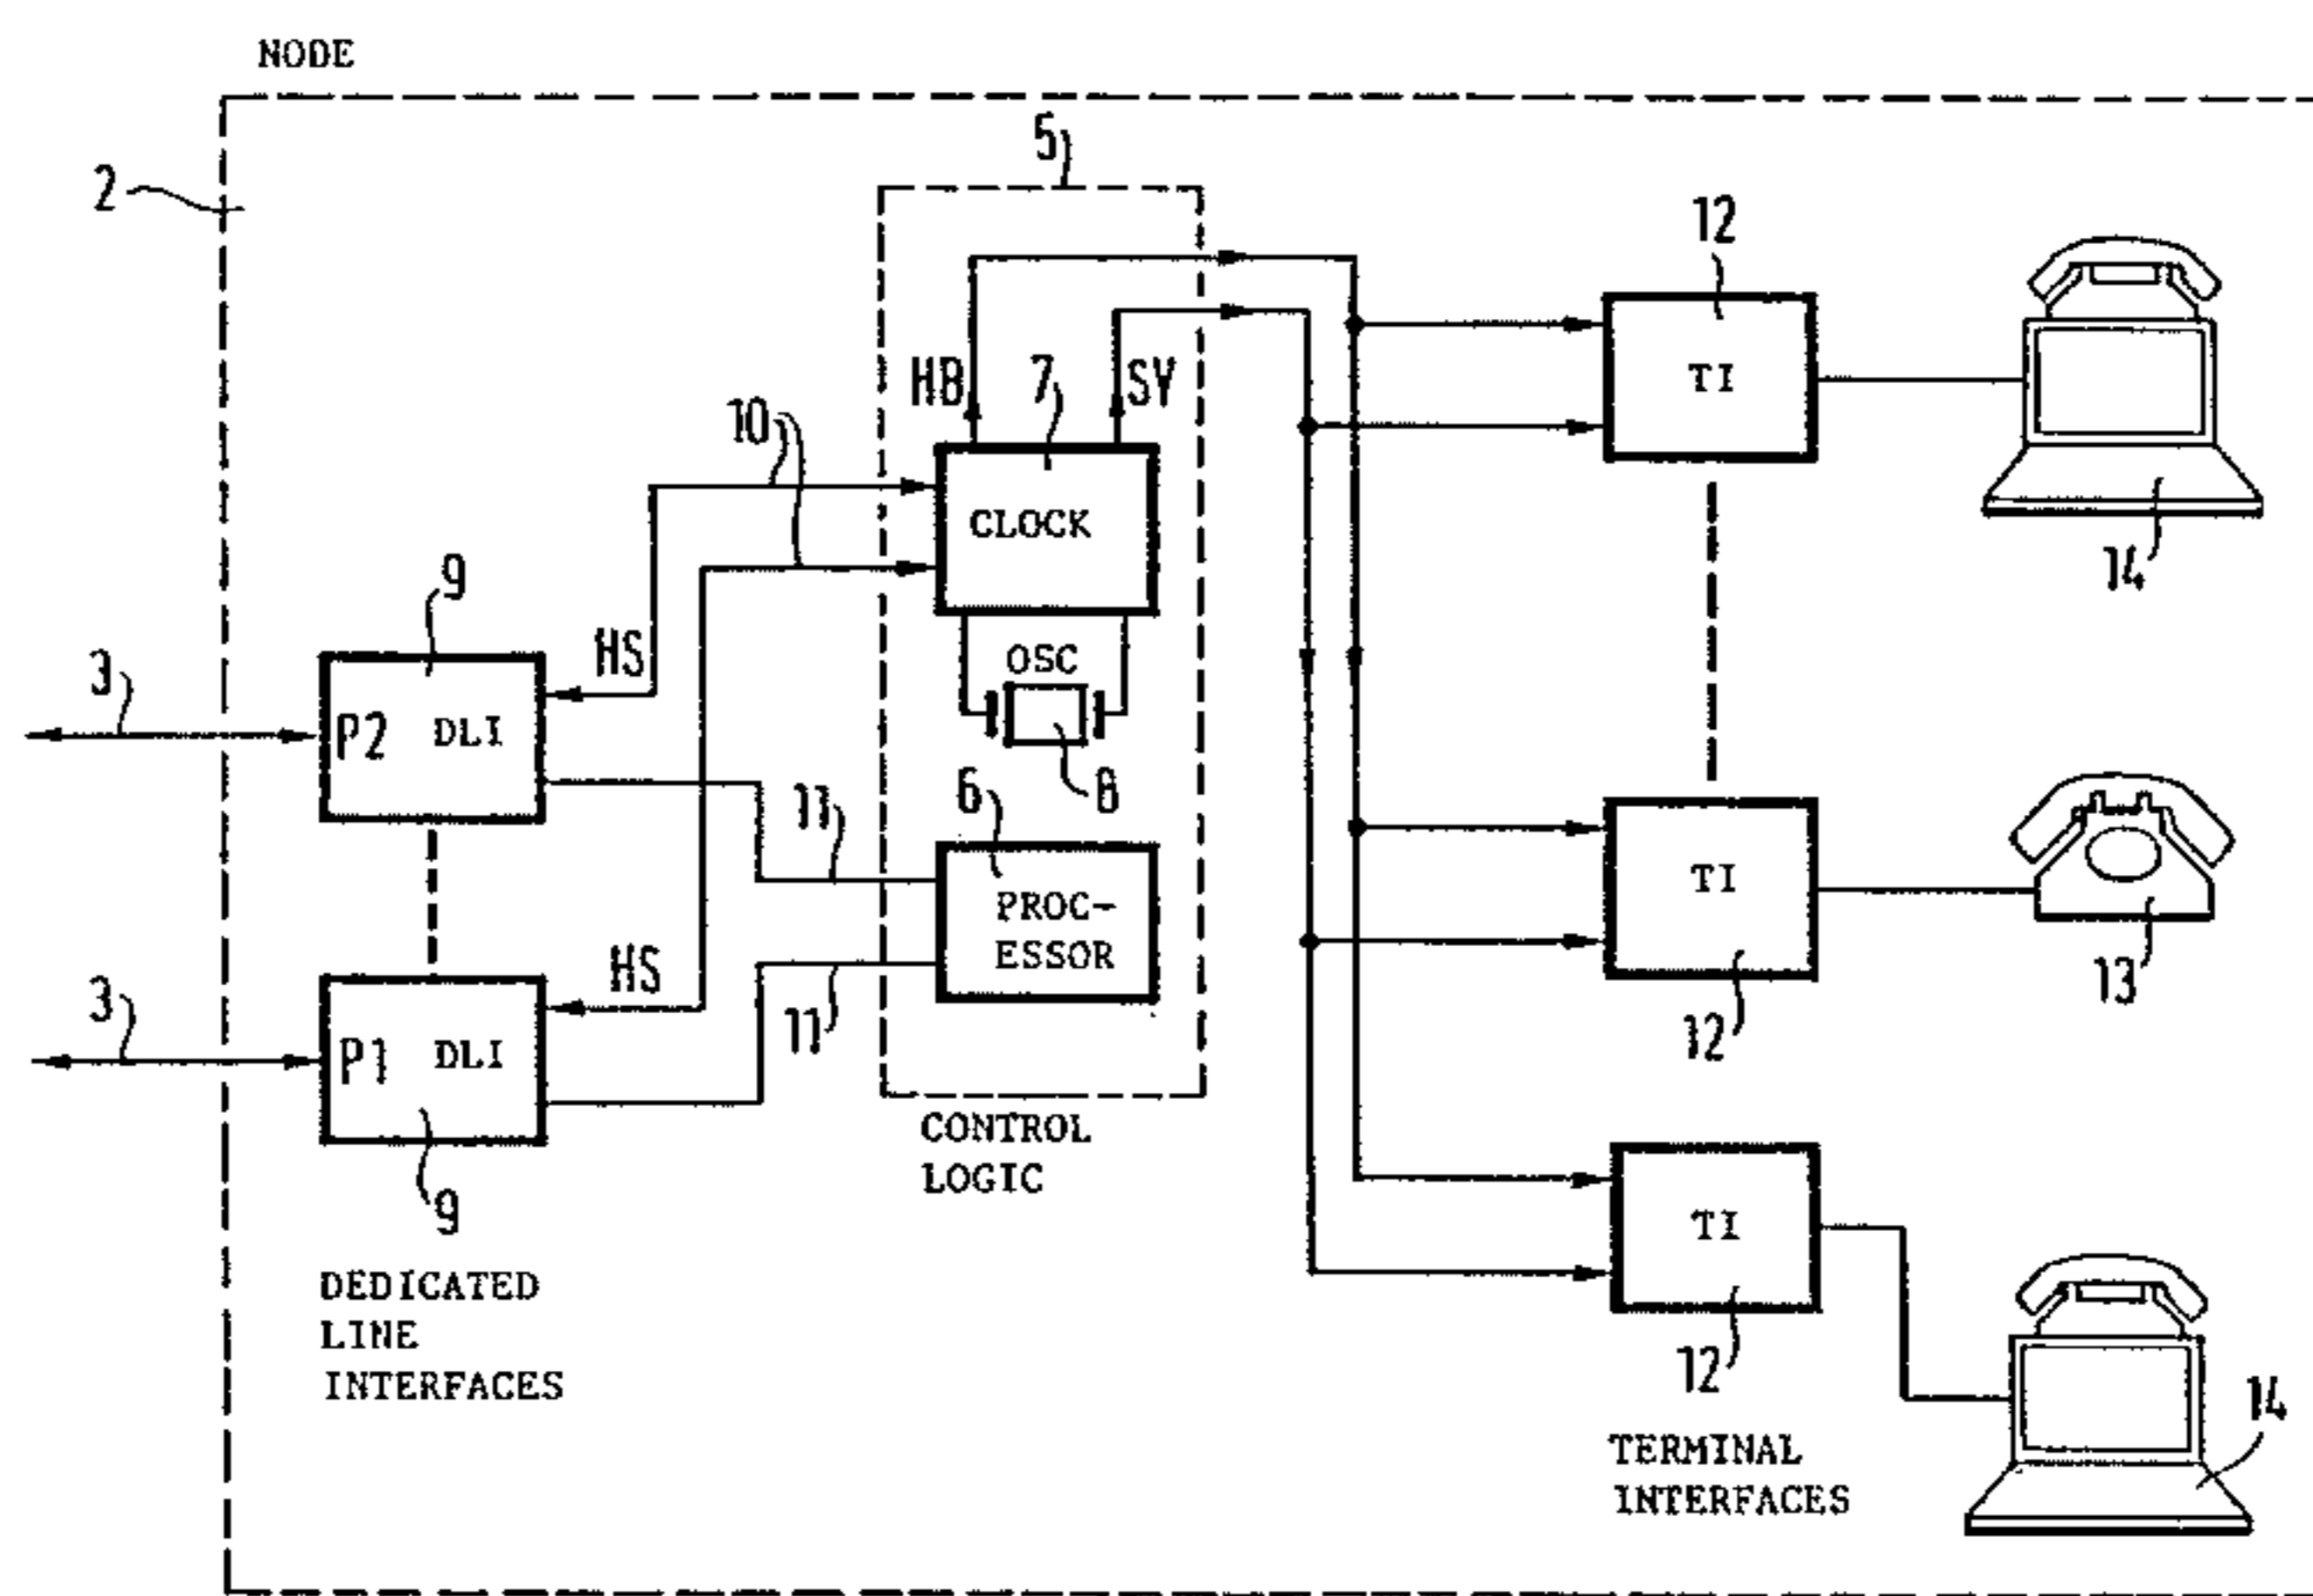 NODE
5
2
12
HB
7
SV
TI
10
CLOCK
14
9
HS
OSC
3
P2
DLI
6
8
11
TI
PROC-
ESSOR
HS
13
3
11
12
P1
DLI
CONTROL
LOGIC
9
TI
DEDICATED
LINE
INTERFACES
12
14
TERMINAL
INTERFACES